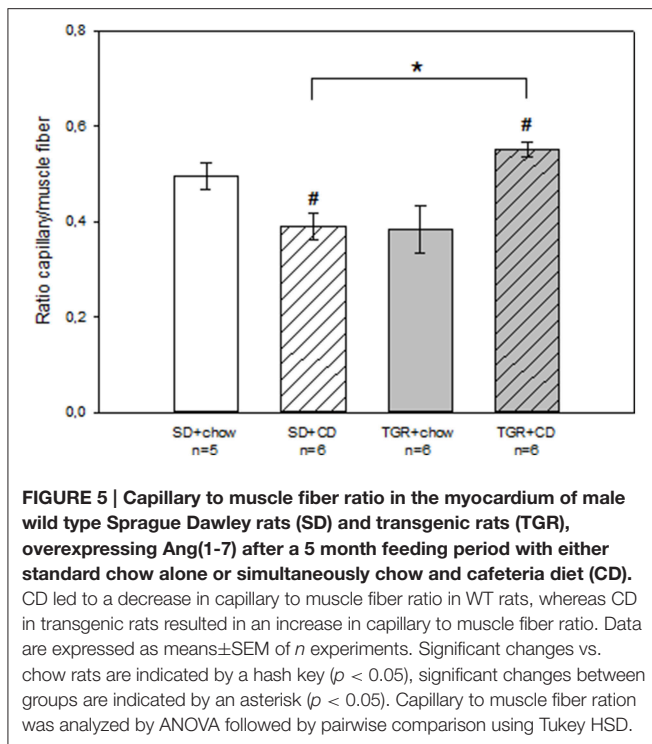 0,8
*
#
#
0,6
0,4
0,2
0,0
Ratio capillary/muscle fiber
SD+chow SD+CD TGR+chow TGR+CD
n=5 n=6 n=6 n=6
FIGURE 5 | Capillary to muscle fiber ratio in the myocardium of male
wild type Sprague Dawley rats (SD) and transgenic rats (TGR),
overexpressing Ang(1-7) after a 5 month feeding period with either
standard chow alone or simultaneously chow and cafeteria diet (CD).
CD led to a decrease in capillary to muscle fiber ratio in WT rats, whereas CD
in transgenic rats resulted in an increase in capillary to muscle fiber ratio. Data
are expressed as means±SEM of n experiments. Significant changes vs.
chow rats are indicated by a hash key (p < 0.05), significant changes between
groups are indicated by an asterisk (p < 0.05). Capillary to muscle fiber ration
was analyzed by ANOVA followed by pairwise comparison using Tukey HSD.